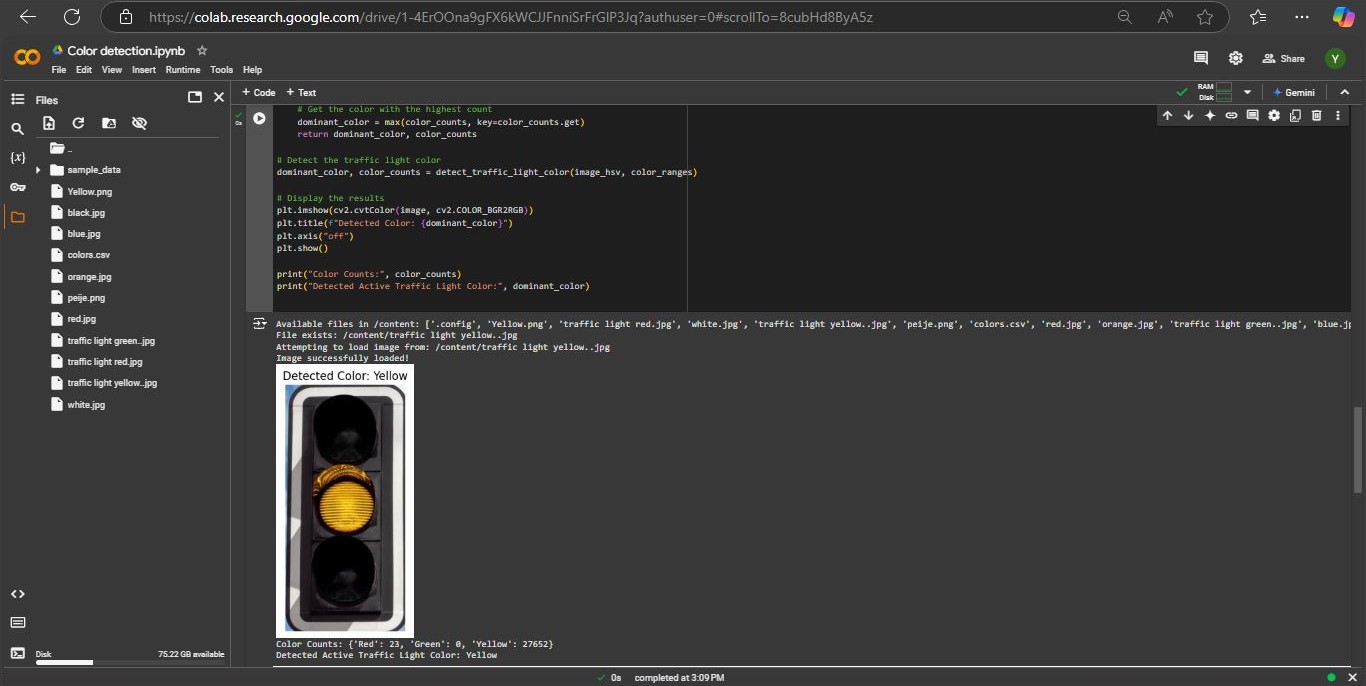 https://colab.research.google.com/drive/1-4ErOOna9gFX6kWCJJFnniSrFrGlP3Jq?authuser=0#scrollTo=8cubHd8ByA5z
Color detection.ipynb
File Edit View Insert Runtime Tools Help
Share
Y
Files
+ Code + Text
RAM
Disk
Gemini
{x}
..
sample_data
Yellow.png
black.jpg
blue.jpg
colors.csv
orange.jpg
peije.png
red.jpg
traffic light green..jpg
traffic light red.jpg
traffic light yellow..jpg
white.jpg
Disk
75.22 GB available
0s
# Get the color with the highest count
dominant_color = max(color_counts, key=color_counts.get)
return dominant_color, color_counts
# Detect the traffic light color
dominant_color, color_counts = detect_traffic_light_color(image_hsv, color_ranges)
# Display the results
plt.imshow(cv2.cvtColor(image, cv2.COLOR_BGR2RGB))
plt.title(f"Detected Color: {dominant_color}")
plt.axis("off")
plt.show()
print("Color Counts:", color_counts)
print("Detected Active Traffic Light Color:", dominant_color)
Available files in /content: ['.config', 'Yellow.png', 'traffic light red.jpg', 'white.jpg', 'traffic light yellow..jpg', 'peije.png', 'colors.csv', 'red.jpg', 'orange.jpg', 'traffic light green..jpg', 'blue.jp
File exists: /content/traffic light yellow..jpg
Attempting to load image from: /content/traffic light yellow..jpg
Image successfully loaded!
Detected Color: Yellow
Color Counts: {'Red': 23, 'Green': 0, 'Yellow': 27652}
Detected Active Traffic Light Color: Yellow
0s completed at 3:09 PM